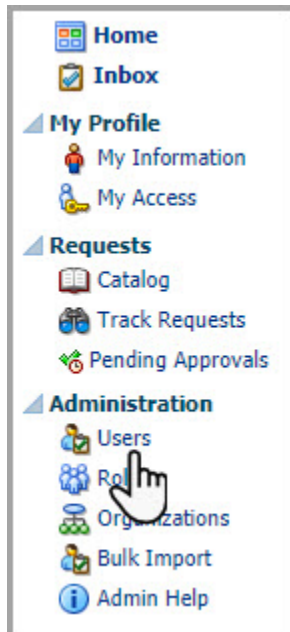 Home
Inbox
My Profile
My Information
My Access
Requests
Catalog
Track Requests
Pending Approvals
Administration
Users
Organizations
Bulk Import
Admin Help